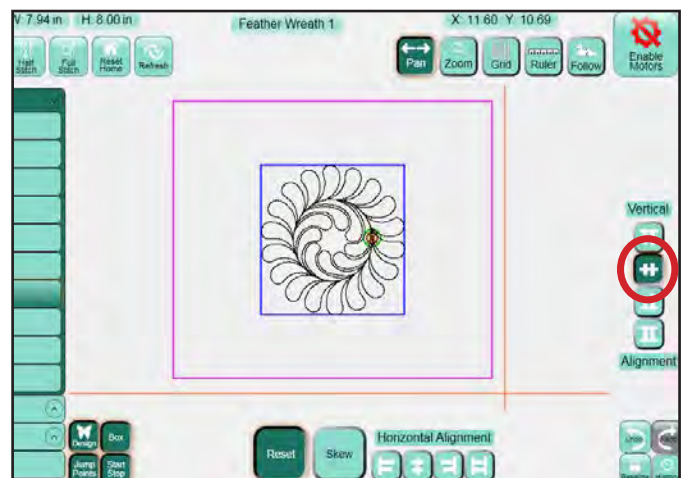 V: 7.94 in H: 8.00 in
Feather Wreath 1
X: 11.60 Y: 10.69
Half Stitch
Full Stitch
Reset Home
Refresh
Pan
Zoom
Grid
Ruler
Follow
Enable Motors
Vertical
Alignment
Design
Box
Jump Points
Start Stop
Reset
Skew
Horizontal Alignment
Undo